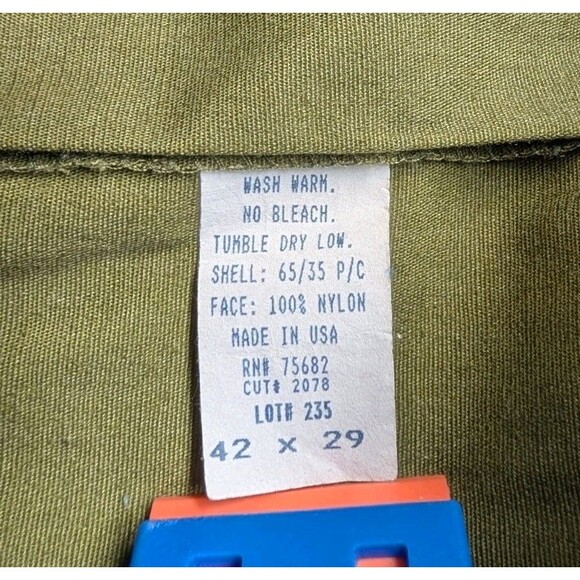 WASH WARM.
NO BLEACH.
TUMBLE DRY LOW.
SHELL: 65/35 P/C
FACE: 100% NYLON
MADE IN USA
RN# 75682
CUT# 2078
LOT# 235
42 x 29